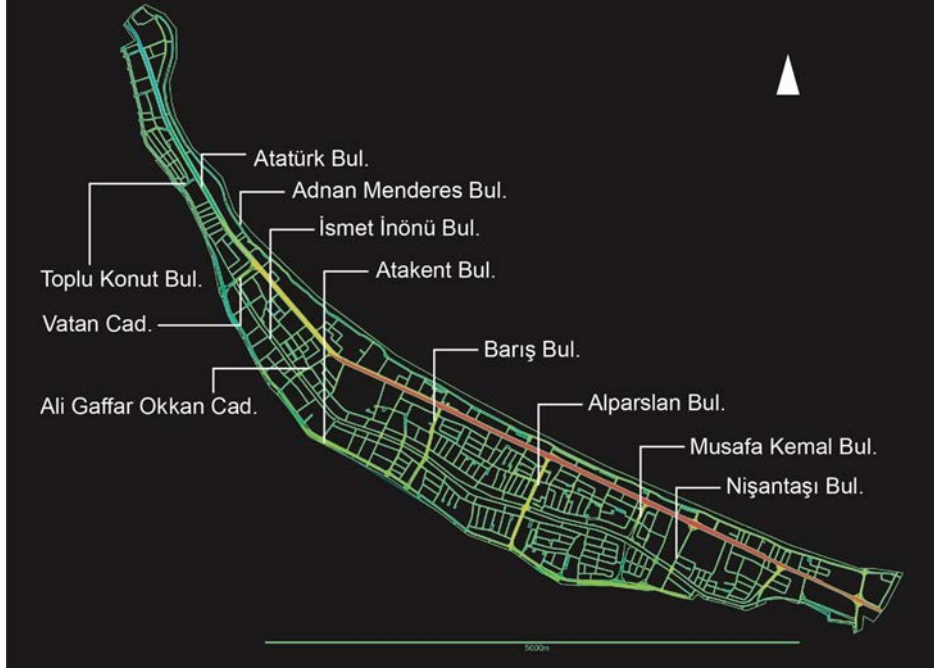 Atatürk Bul.
Adnan Menderes Bul.
İsmet İnönü Bul.
Atakent Bul.
Toplu Konut Bul.
Vatan Cad.
Barış Bul.
Ali Gaffar Okkan Cad.
Alparslan Bul.
Musafa Kemal Bul.
Nişantaşı Bul.
5000m